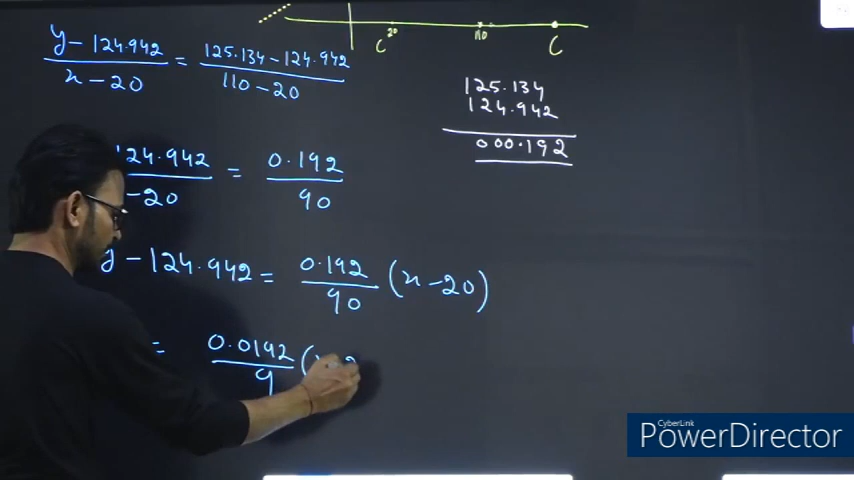 C 20 110 C
y - 124.942 / x - 20 = 125.134 - 124.942 / 110 - 20
125.134
124.942
000.192
124.942 / -20 = 0.192 / 90
y - 124.942 = 0.192 / 90 (x - 20)
= 0.0192 / 9 (
CyberLink
PowerDirector